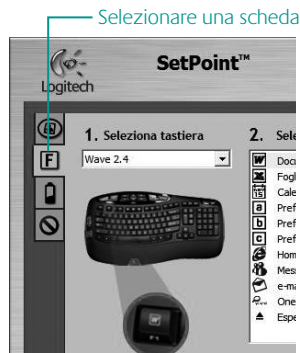 Selezionare una scheda
Logitech
SetPoint™
1. Seleziona tastiera
Wave 2.4
F
2. Sele
Docu
Fogl
15 Cale
a Pref
b Pref
c Pref
Hom
Mess
e-ma
One
Espe